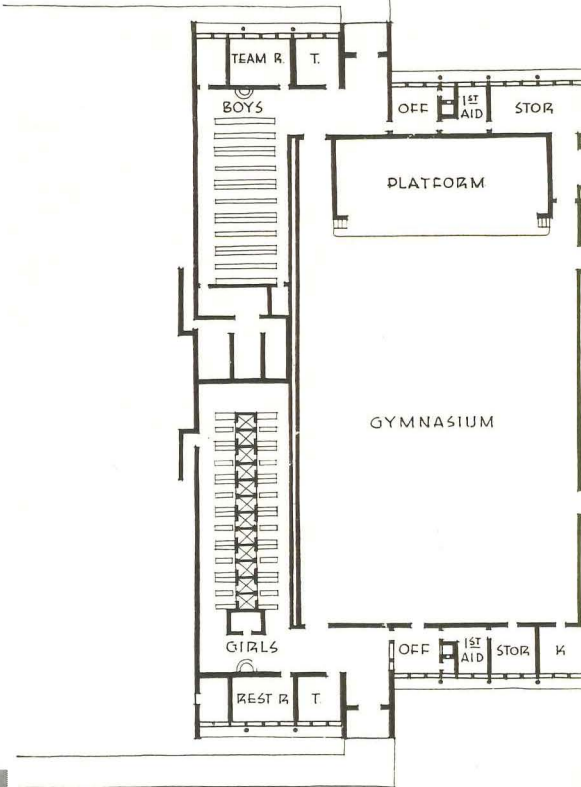 TEAM R.
T.
BOYS
OFF
1ST
AID
STOR
PLATFORM
GYMNASIUM
GIRLS
OFF
1ST
AID
STOR
K
REST R
T.